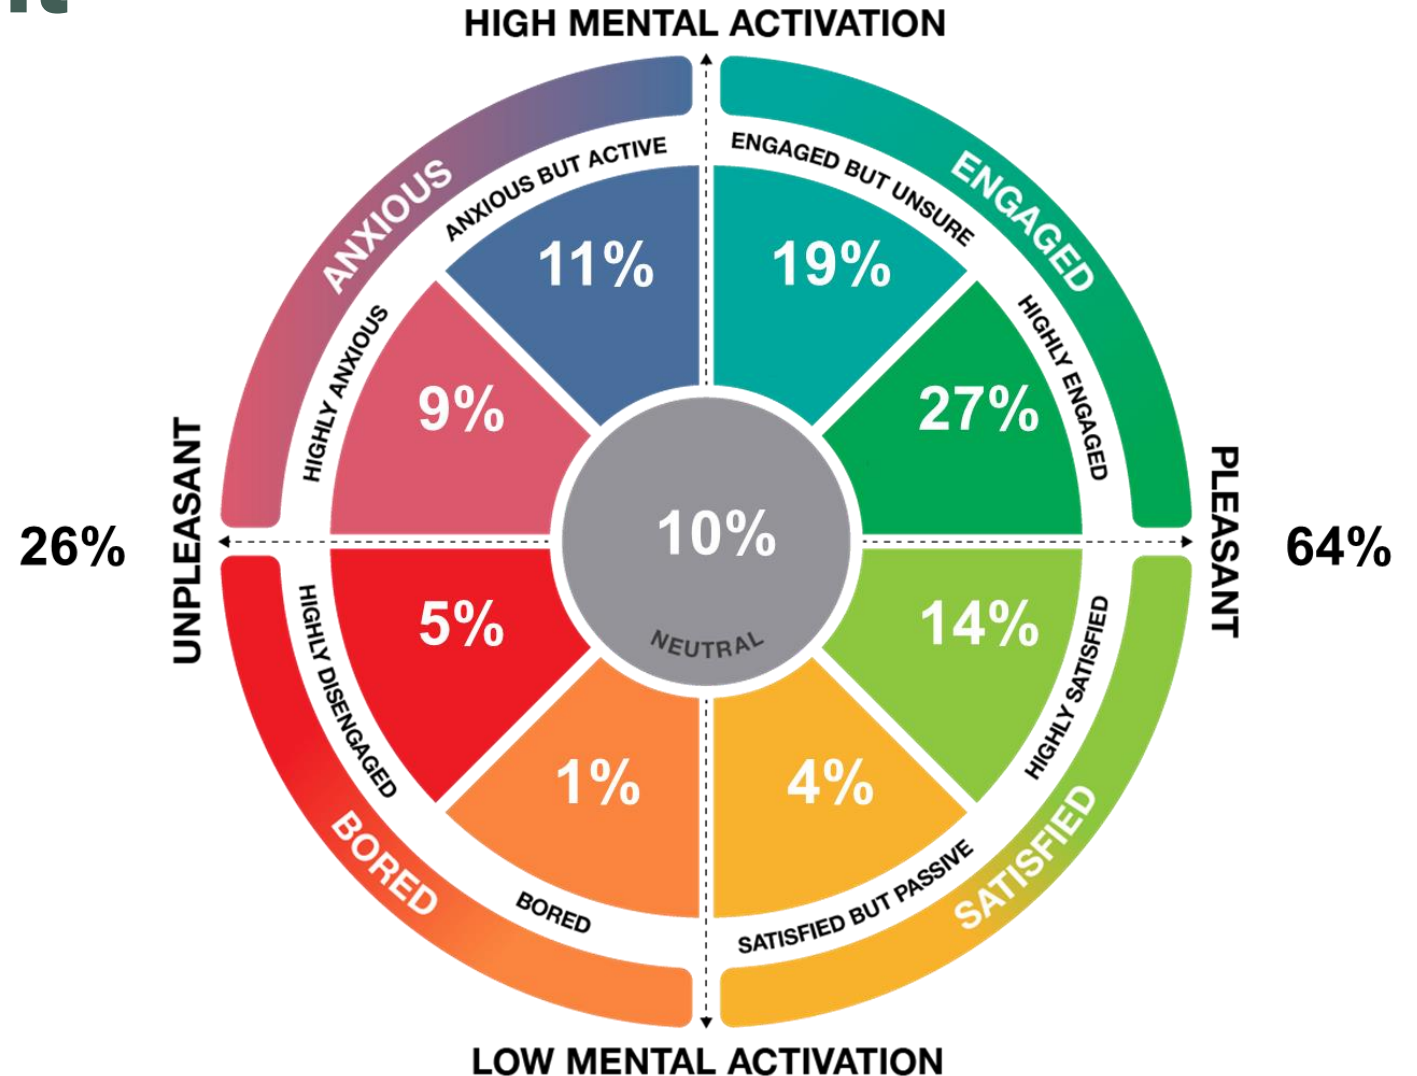 HIGH MENTAL ACTIVATION
ANXIOUS
ANXIOUS BUT ACTIVE
ENGAGED BUT UNSURE
ENGAGED
11%
19%
HIGHLY ANXIOUS
HIGHLY ENGAGED
9%
27%
UNPLEASANT
PLEASANT
26%
10%
64%
NEUTRAL
5%
14%
HIGHLY DISENGAGED
HIGHLY SATISFIED
1%
4%
BORED
BORED
SATISFIED BUT PASSIVE
SATISFIED
LOW MENTAL ACTIVATION